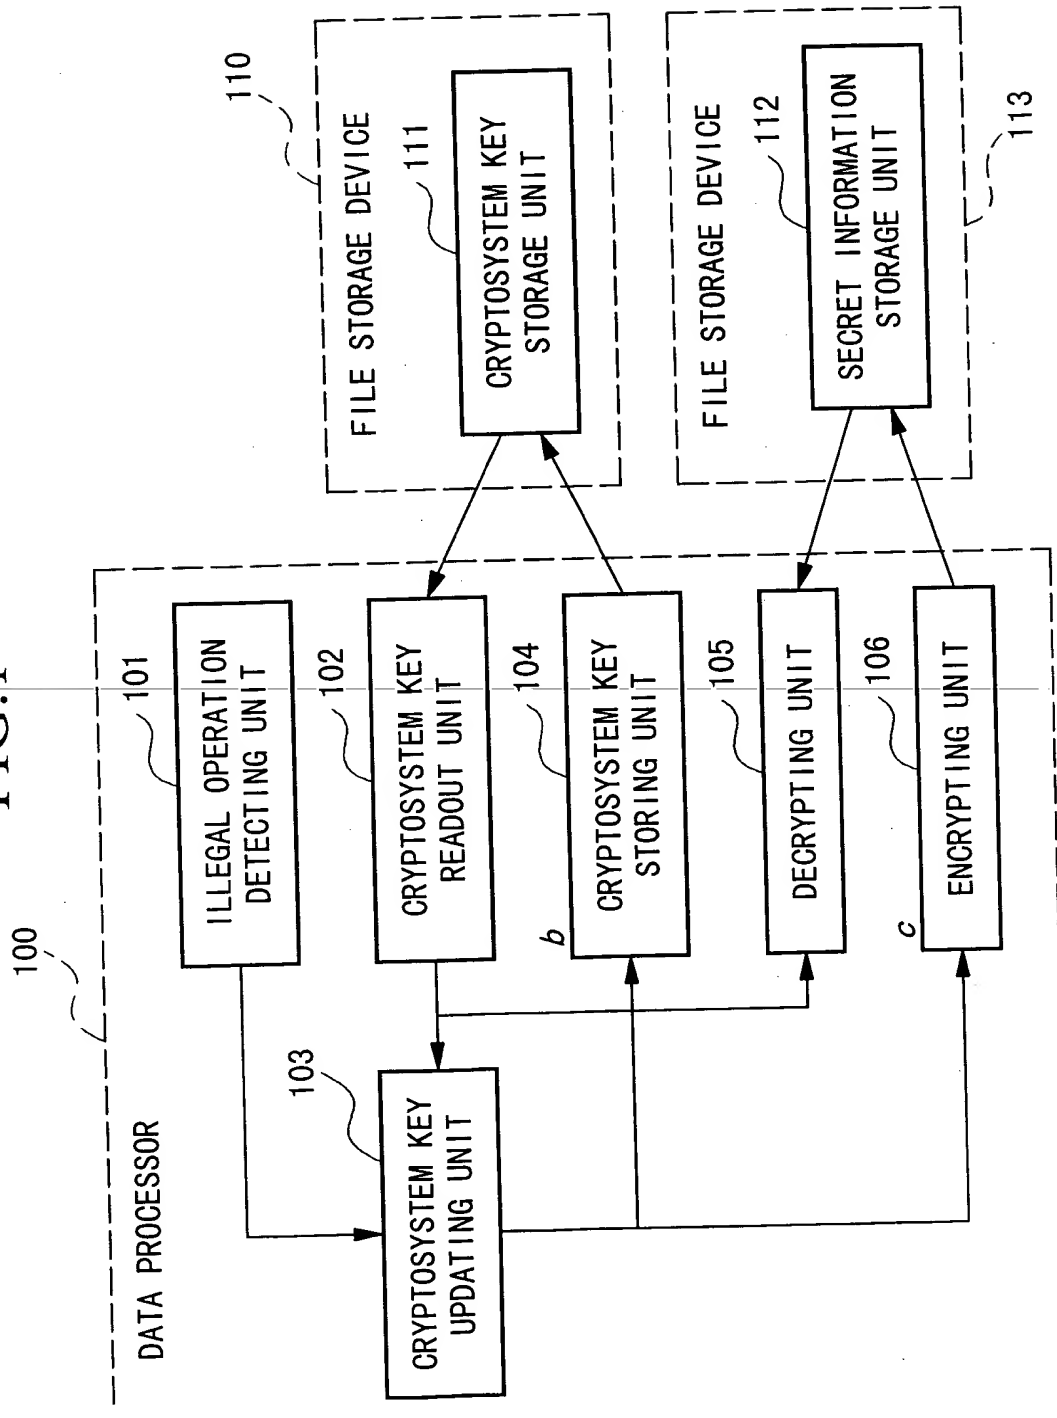 FIG.1
100
DATA PROCESSOR
101
ILLEGAL OPERATION
DETECTING UNIT
102
CRYPTOSYSTEM KEY
READOUT UNIT
103
CRYPTOSYSTEM KEY
UPDATING UNIT
104
b
CRYPTOSYSTEM KEY
STORING UNIT
105
DECRYPTING UNIT
106
c
ENCRYPTING UNIT
110
FILE STORAGE DEVICE
111
CRYPTOSYSTEM KEY
STORAGE UNIT
FILE STORAGE DEVICE
112
SECRET INFORMATION
STORAGE UNIT
113